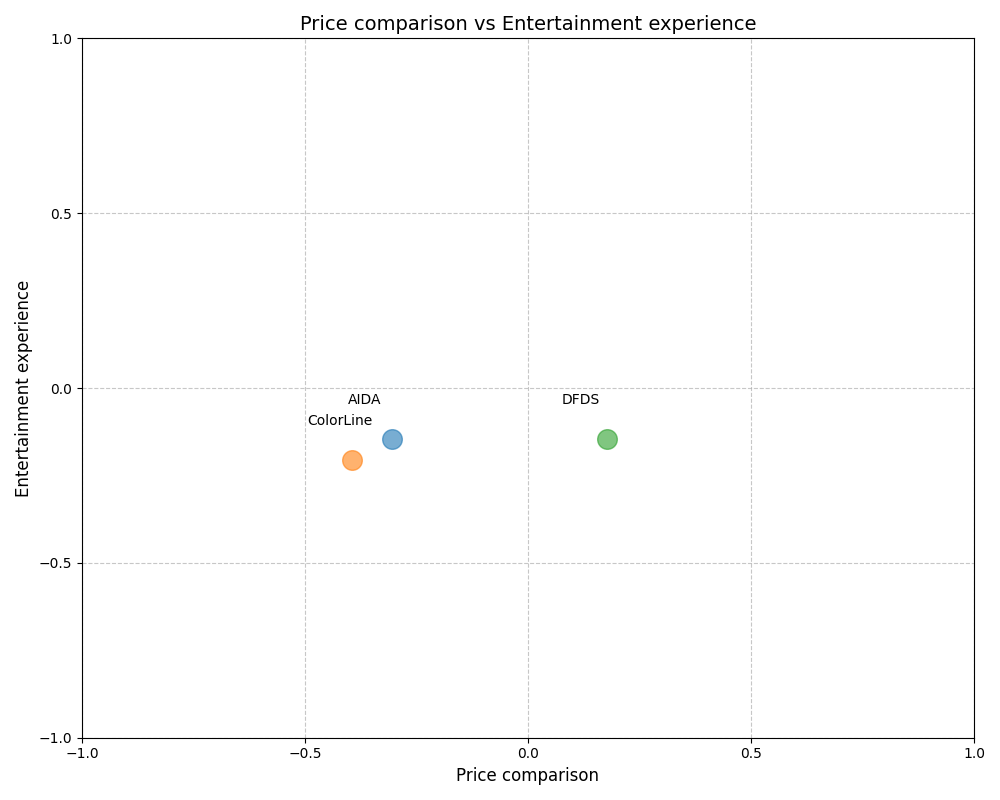 Price comparison vs Entertainment experience
1.0
0.5
0.0
−0.5
−1.0
Entertainment experience
AIDA
DFDS
ColorLine
−1.0
−0.5
0.0
0.5
1.0
Price comparison